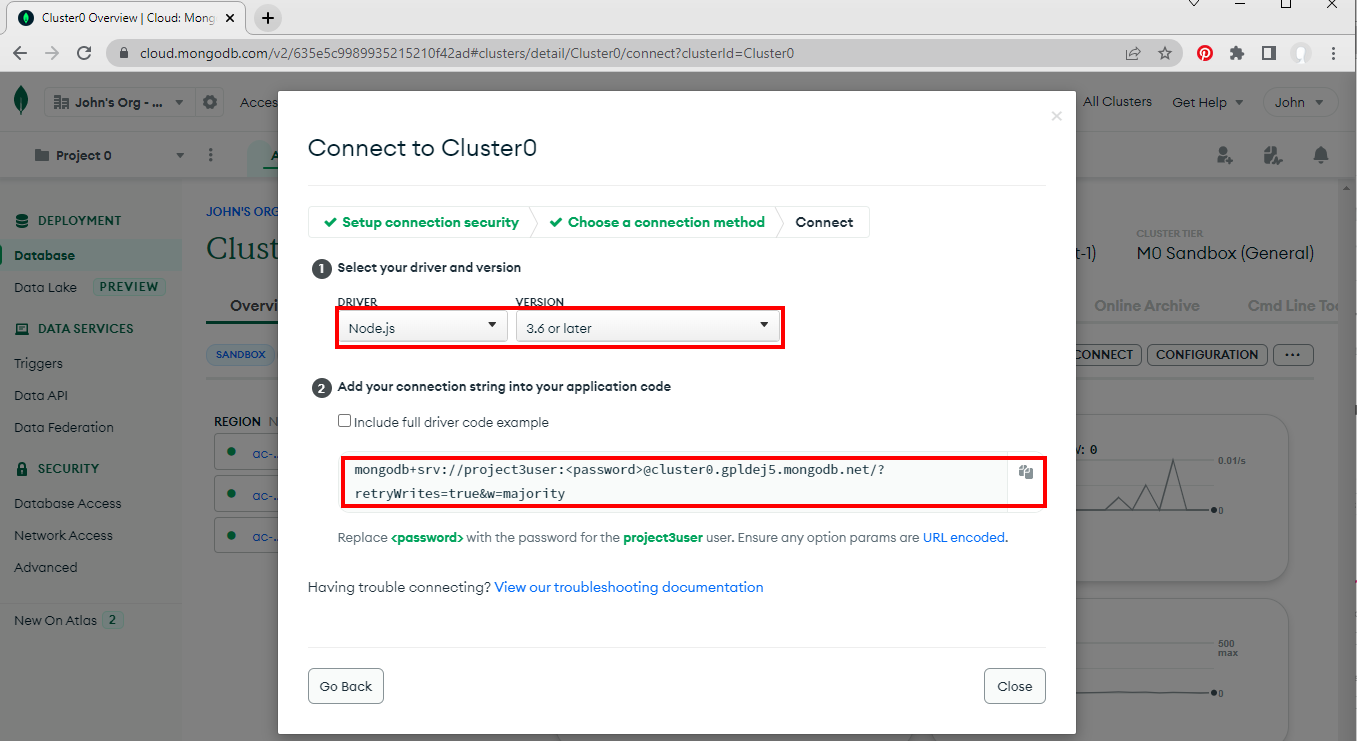 Cluster0 Overview | Cloud: Mong
cloud.mongodb.com/v2/635e5c9989935215210f42ad#clusters/detail/Cluster0/connect?clusterId=Cluster0
John's Org - ...
Acces
All Clusters
Get Help
John
Project 0
A
DEPLOYMENT
Database
Data Lake
PREVIEW
DATA SERVICES
Triggers
Data API
Data Federation
SECURITY
Database Access
Network Access
Advanced
New On Atlas 2
JOHN'S ORG
Clust
Overvi
SANDBOX
REGION
ac-..
ac-..
ac-..
Connect to Cluster0
Setup connection security
Choose a connection method
Connect
1 Select your driver and version
DRIVER
VERSION
Node.js
3.6 or later
2 Add your connection string into your application code
Include full driver code example
mongodb+srv://project3user:<password>@cluster0.gpldej5.mongodb.net/?
retryWrites=true&w=majority
Replace <password> with the password for the project3user user. Ensure any option params are URL encoded.
Having trouble connecting? View our troubleshooting documentation
Go Back
Close
CLUSTER TIER
t-1)
M0 Sandbox (General)
Online Archive
Cmd Line Too
CONNECT
CONFIGURATION
...
W: 0
0.01/s
0
500
max
0